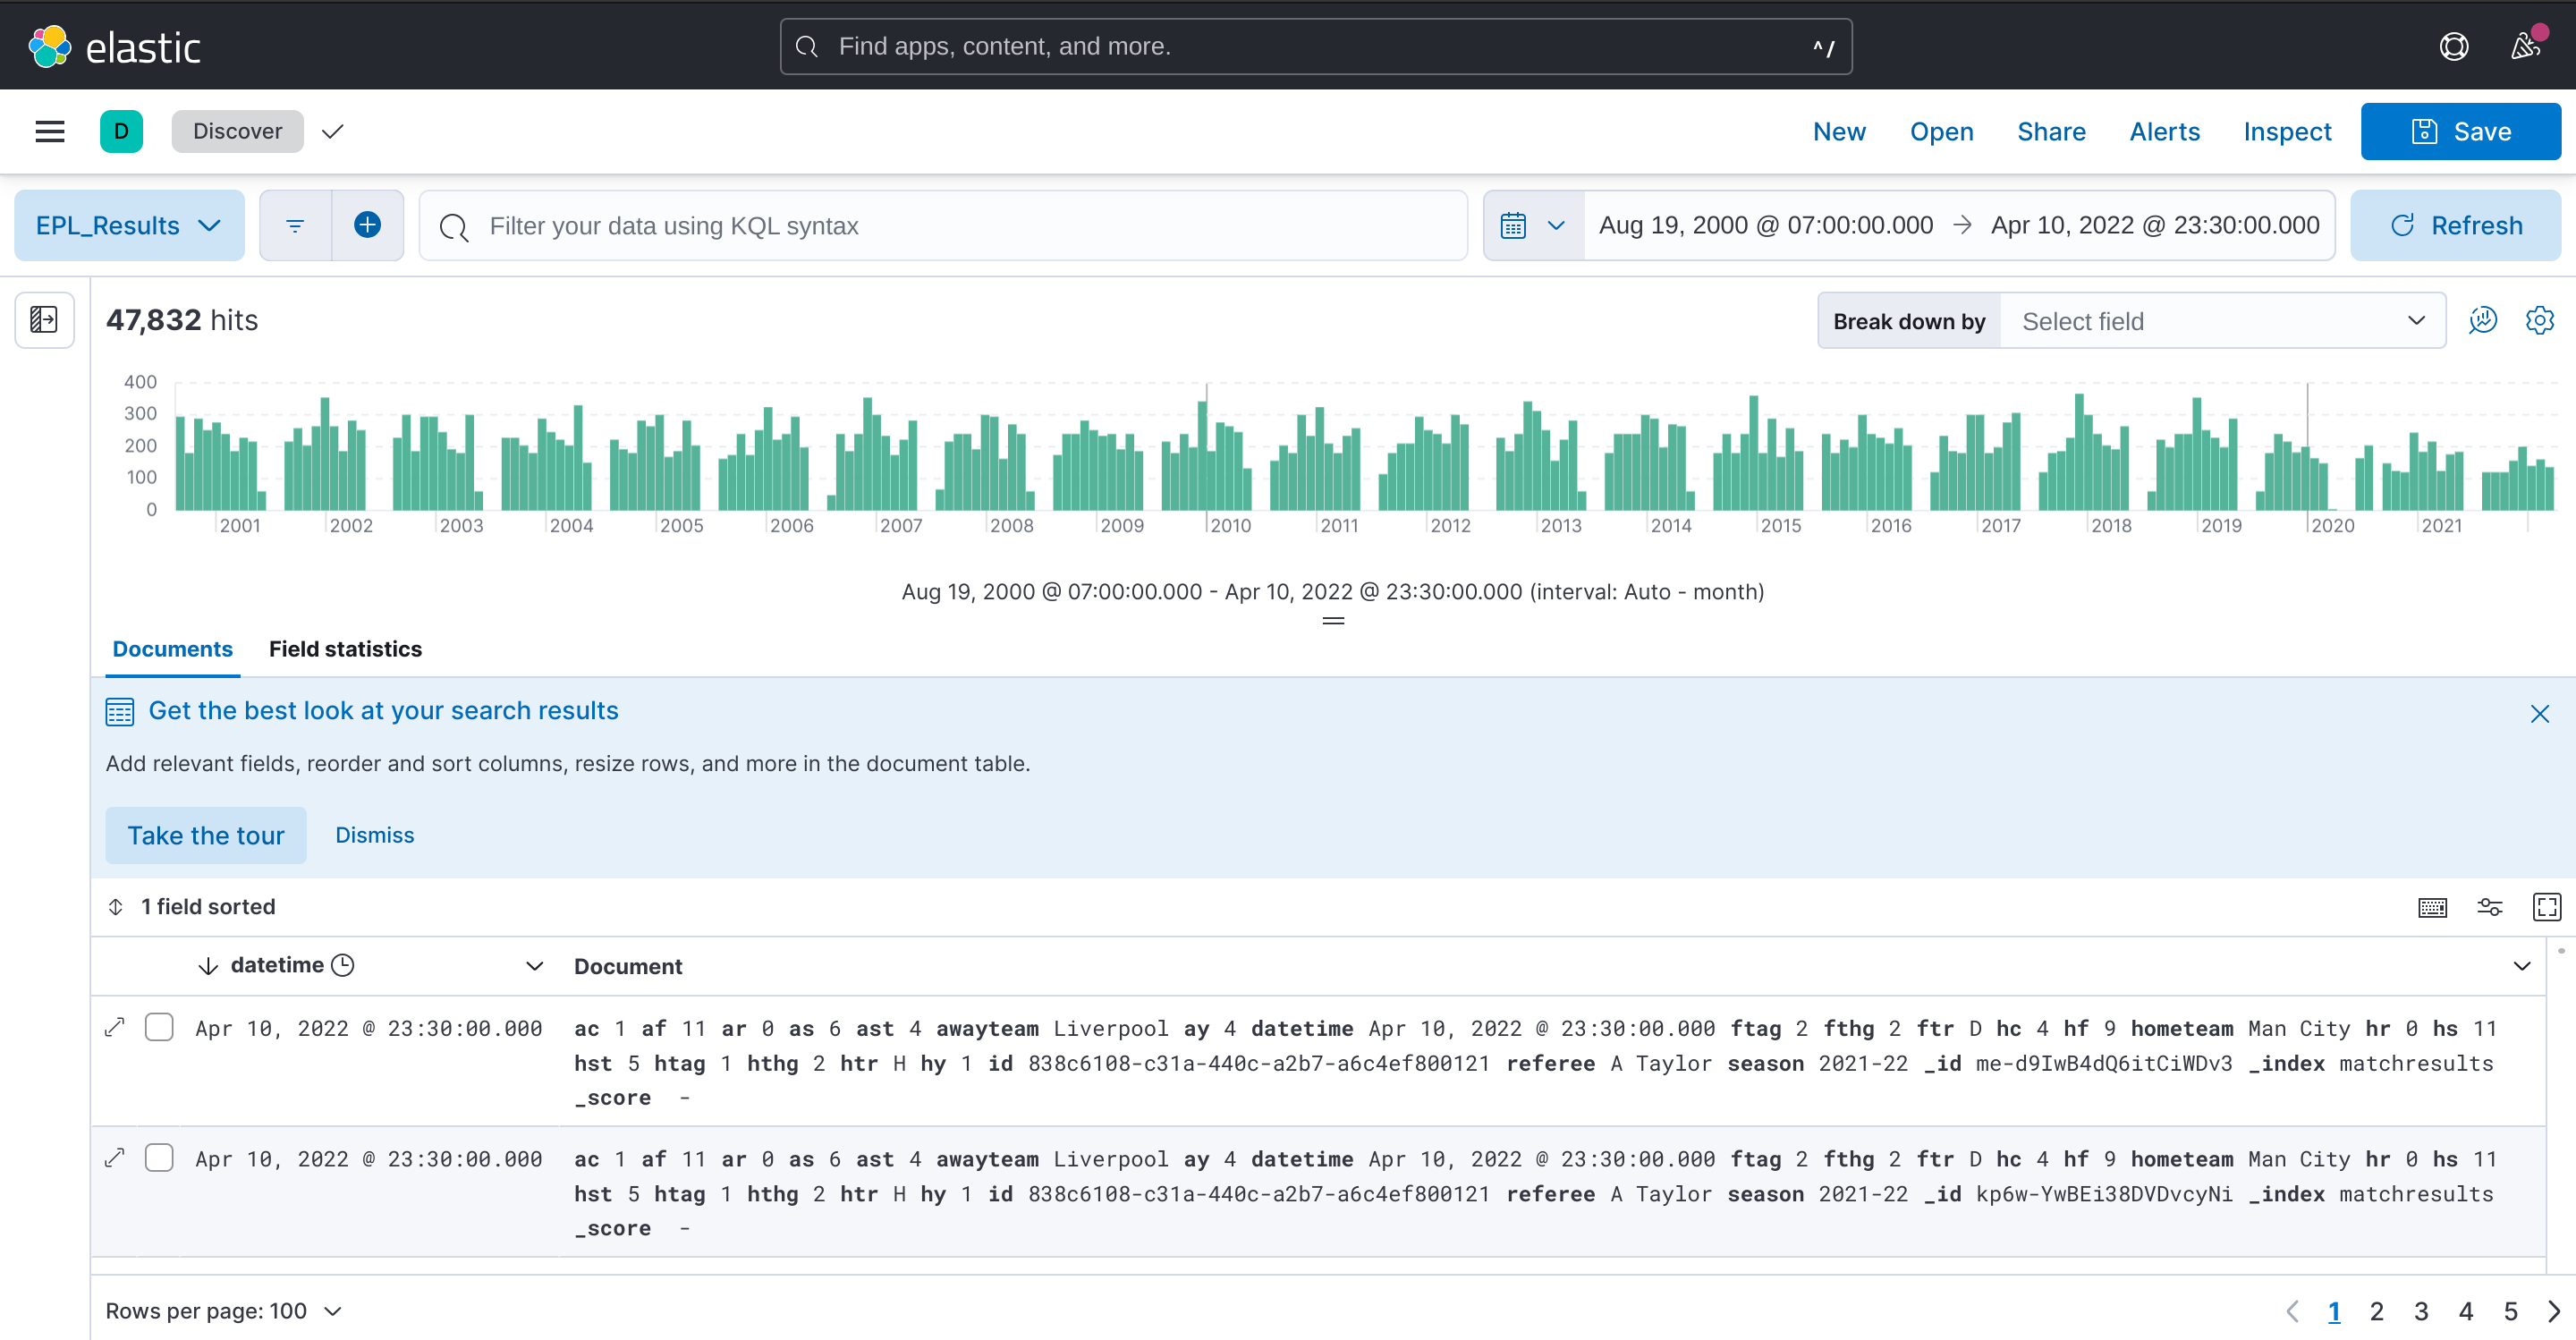 elastic
Find apps, content, and more.
^/
D
Discover
New
Open
Share
Alerts
Inspect
Save
EPL_Results
Filter your data using KQL syntax
Aug 19, 2000 @ 07:00:00.000 → Apr 10, 2022 @ 23:30:00.000
Refresh
47,832 hits
Break down by
Select field
400
300
200
100
0
2001 2002 2003 2004 2005 2006 2007 2008 2009 2010 2011 2012 2013 2014 2015 2016 2017 2018 2019 2020 2021
Aug 19, 2000 @ 07:00:00.000 - Apr 10, 2022 @ 23:30:00.000 (interval: Auto - month)
Documents
Field statistics
Get the best look at your search results
Add relevant fields, reorder and sort columns, resize rows, and more in the document table.
Take the tour
Dismiss
1 field sorted
datetime
Document
Apr 10, 2022 @ 23:30:00.000
ac 1 af 11 ar 0 as 6 ast 4 awayteam Liverpool ay 4 datetime Apr 10, 2022 @ 23:30:00.000 ftag 2 fthg 2 ftr D hc 4 hf 9 hometeam Man City hr 0 hs 11
hst 5 htag 1 hthg 2 htr H hy 1 id 838c6108-c31a-440c-a2b7-a6c4ef800121 referee A Taylor season 2021-22 _id me-d9IwB4dQ6itCiWDv3 _index matchresults
_score -
Apr 10, 2022 @ 23:30:00.000
ac 1 af 11 ar 0 as 6 ast 4 awayteam Liverpool ay 4 datetime Apr 10, 2022 @ 23:30:00.000 ftag 2 fthg 2 ftr D hc 4 hf 9 hometeam Man City hr 0 hs 11
hst 5 htag 1 hthg 2 htr H hy 1 id 838c6108-c31a-440c-a2b7-a6c4ef800121 referee A Taylor season 2021-22 _id kp6w-YwBEi38DVDvcyNi _index matchresults
_score -
Rows per page: 100
1 2 3 4 5